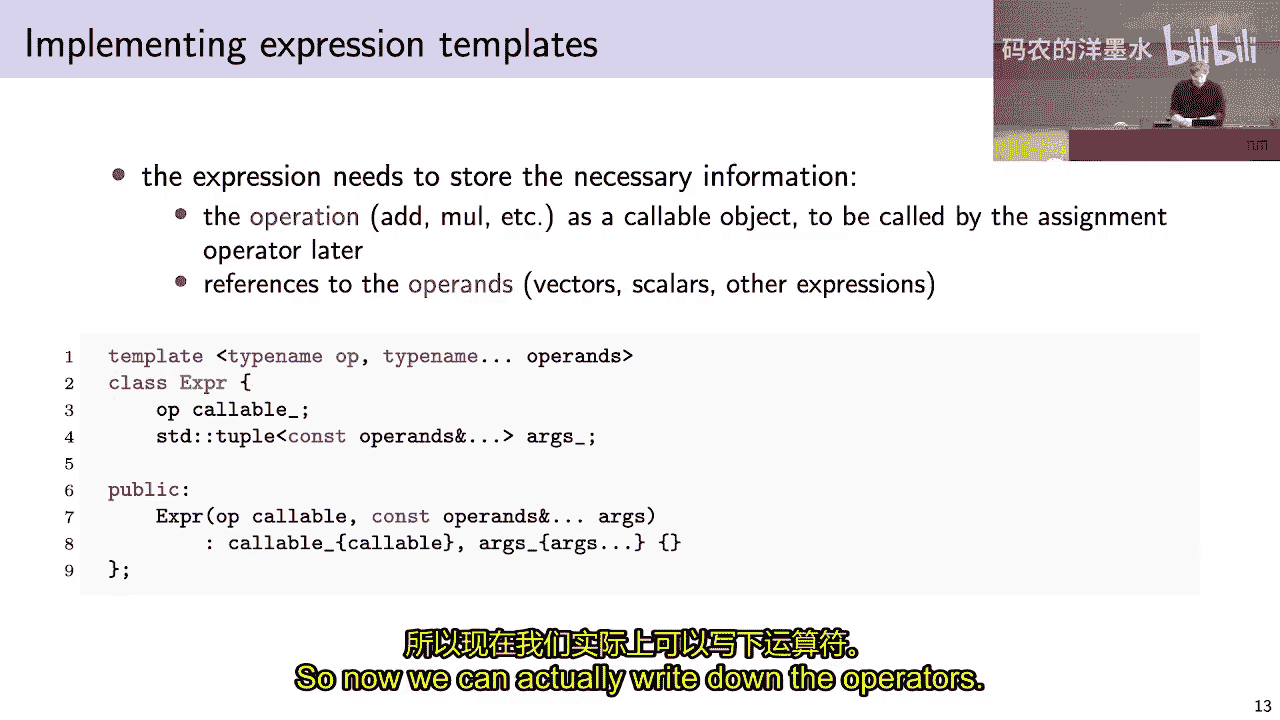 Implementing expression templates
码农的洋墨水 bilibili
• the expression needs to store the necessary information:
• the operation (add, mul, etc.) as a callable object, to be called by the assignment
operator later
• references to the operands (vectors, scalars, other expressions)
1 template <typename op, typename... operands>
2 class Expr {
3 op callable_;
4 std::tuple<const operands&...> args_;
5
6 public:
7 Expr(op callable, const operands&... args)
8 : callable_{callable}, args_{args...} {}
9 };
所以现在我们实际上可以写下运算符。
So now we can actually write down the operators.
13